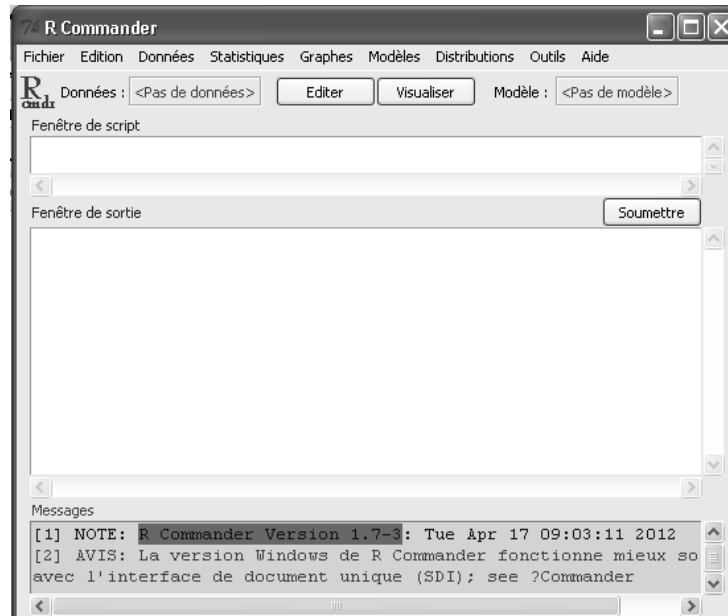 R Commander
Fichier Edition Données Statistiques Graphes Modèles Distributions Outils Aide
R cmdr Données : <Pas de données> Editer Visualiser Modèle : <Pas de modèle>
Fenêtre de script
Fenêtre de sortie Soumettre
Messages
[1] NOTE: R Commander Version 1.7-3: Tue Apr 17 09:03:11 2012
[2] AVIS: La version Windows de R Commander fonctionne mieux so
avec l'interface de document unique (SDI); see ?Commander